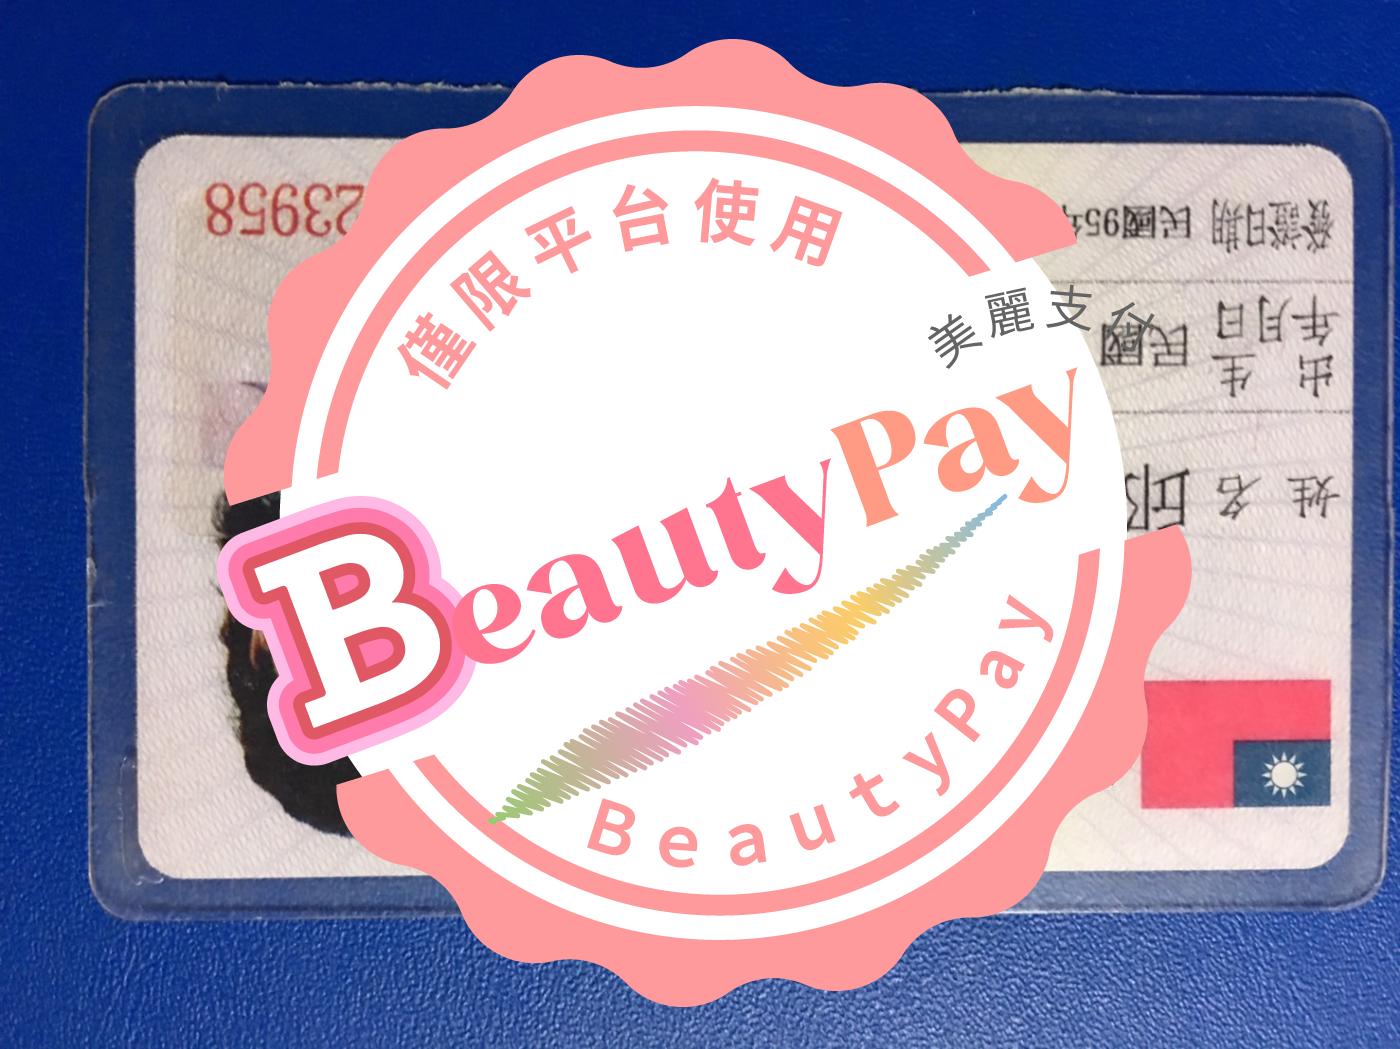 僅限平台使用
美麗支付
BeautyPay
BeautyPay
姓名 邱
出生年月日 民國
發證日期 民國95年
23958